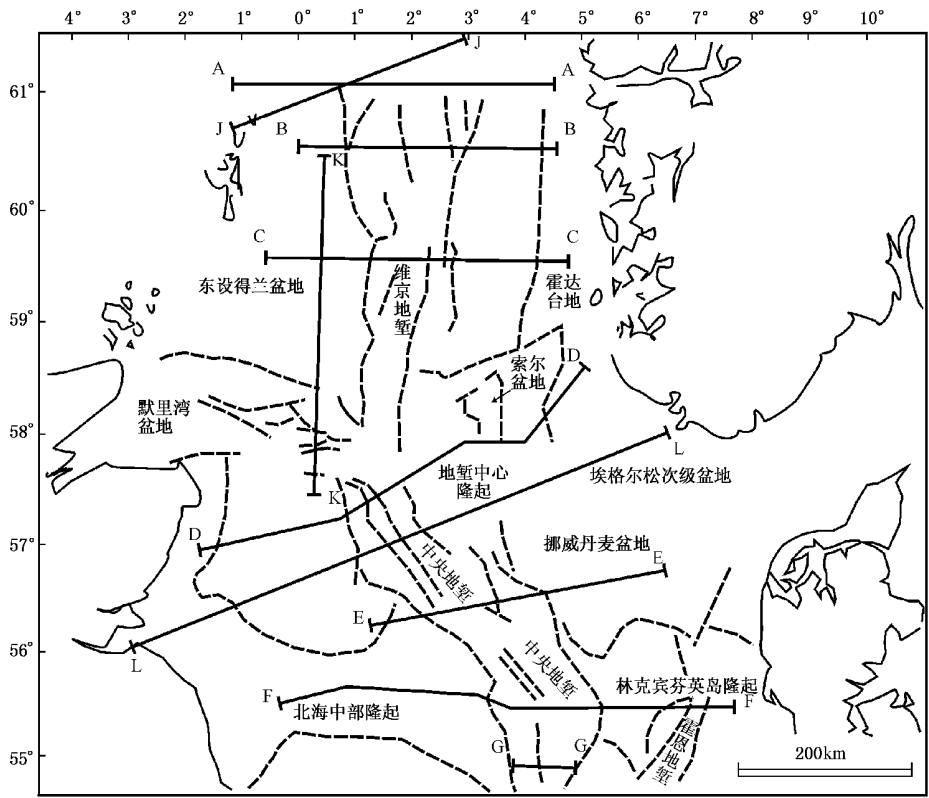 4° 3° 2° 1° 0° 1° 2° 3° 4° 5° 6° 7° 8° 9° 10°
J
A A
61°
J B B
K
60°
C C
东设得兰盆地
维京地堑
霍达
台地
59°
索尔
盆地
D
默里湾
盆地
58°
L
地堑中心
隆起
埃格尔松次级盆地
K
D
57°
中央地堑
挪威丹麦盆地
E
E
56°
L
中央地堑
林克宾芬英岛隆起
F F
北海中部隆起
霍恩地堑
G G
55°
200km